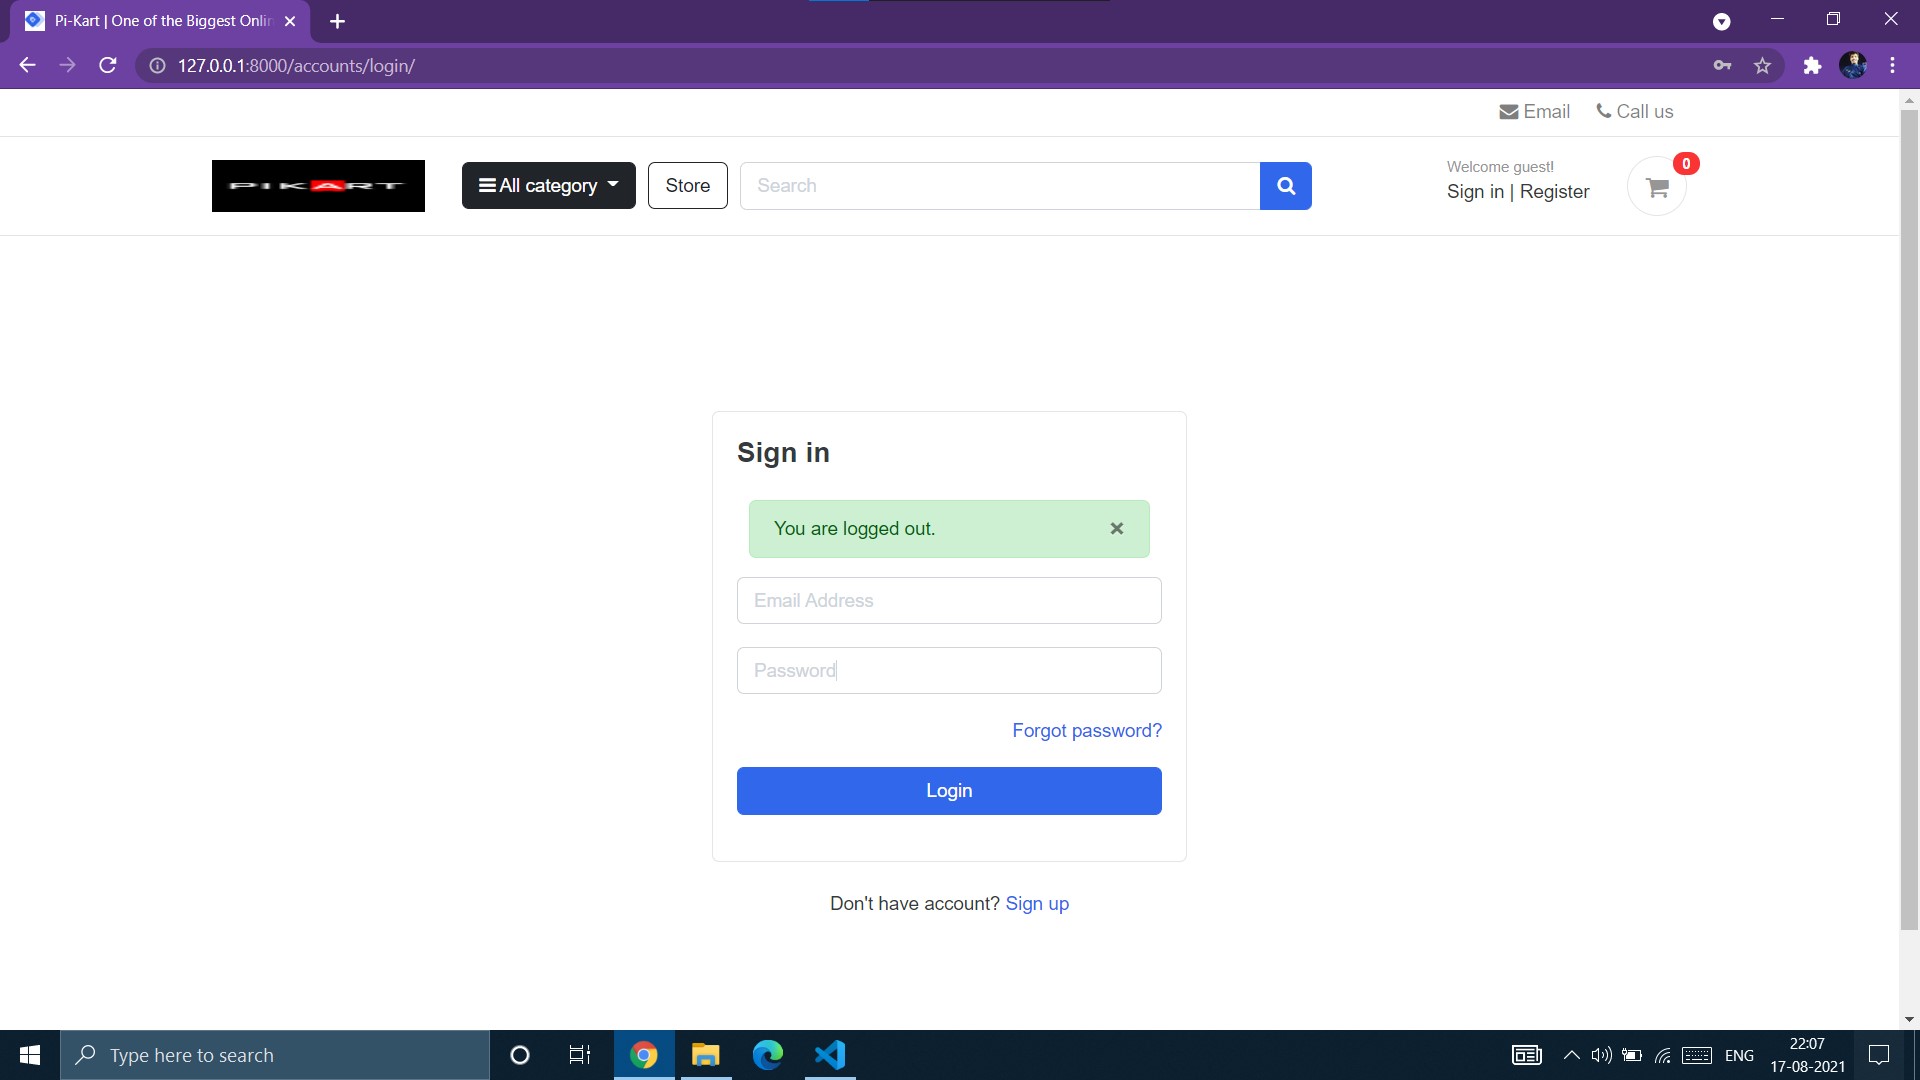 Pi-Kart | One of the Biggest Onlin
127.0.0.1:8000/accounts/login/
Email Call us
PIKART
All category
Store
Search
Welcome guest!
Sign in | Register
0
Sign in
You are logged out. ×
Email Address
Password
Forgot password?
Login
Don't have account? Sign up
Type here to search
ENG
22:07
17-08-2021